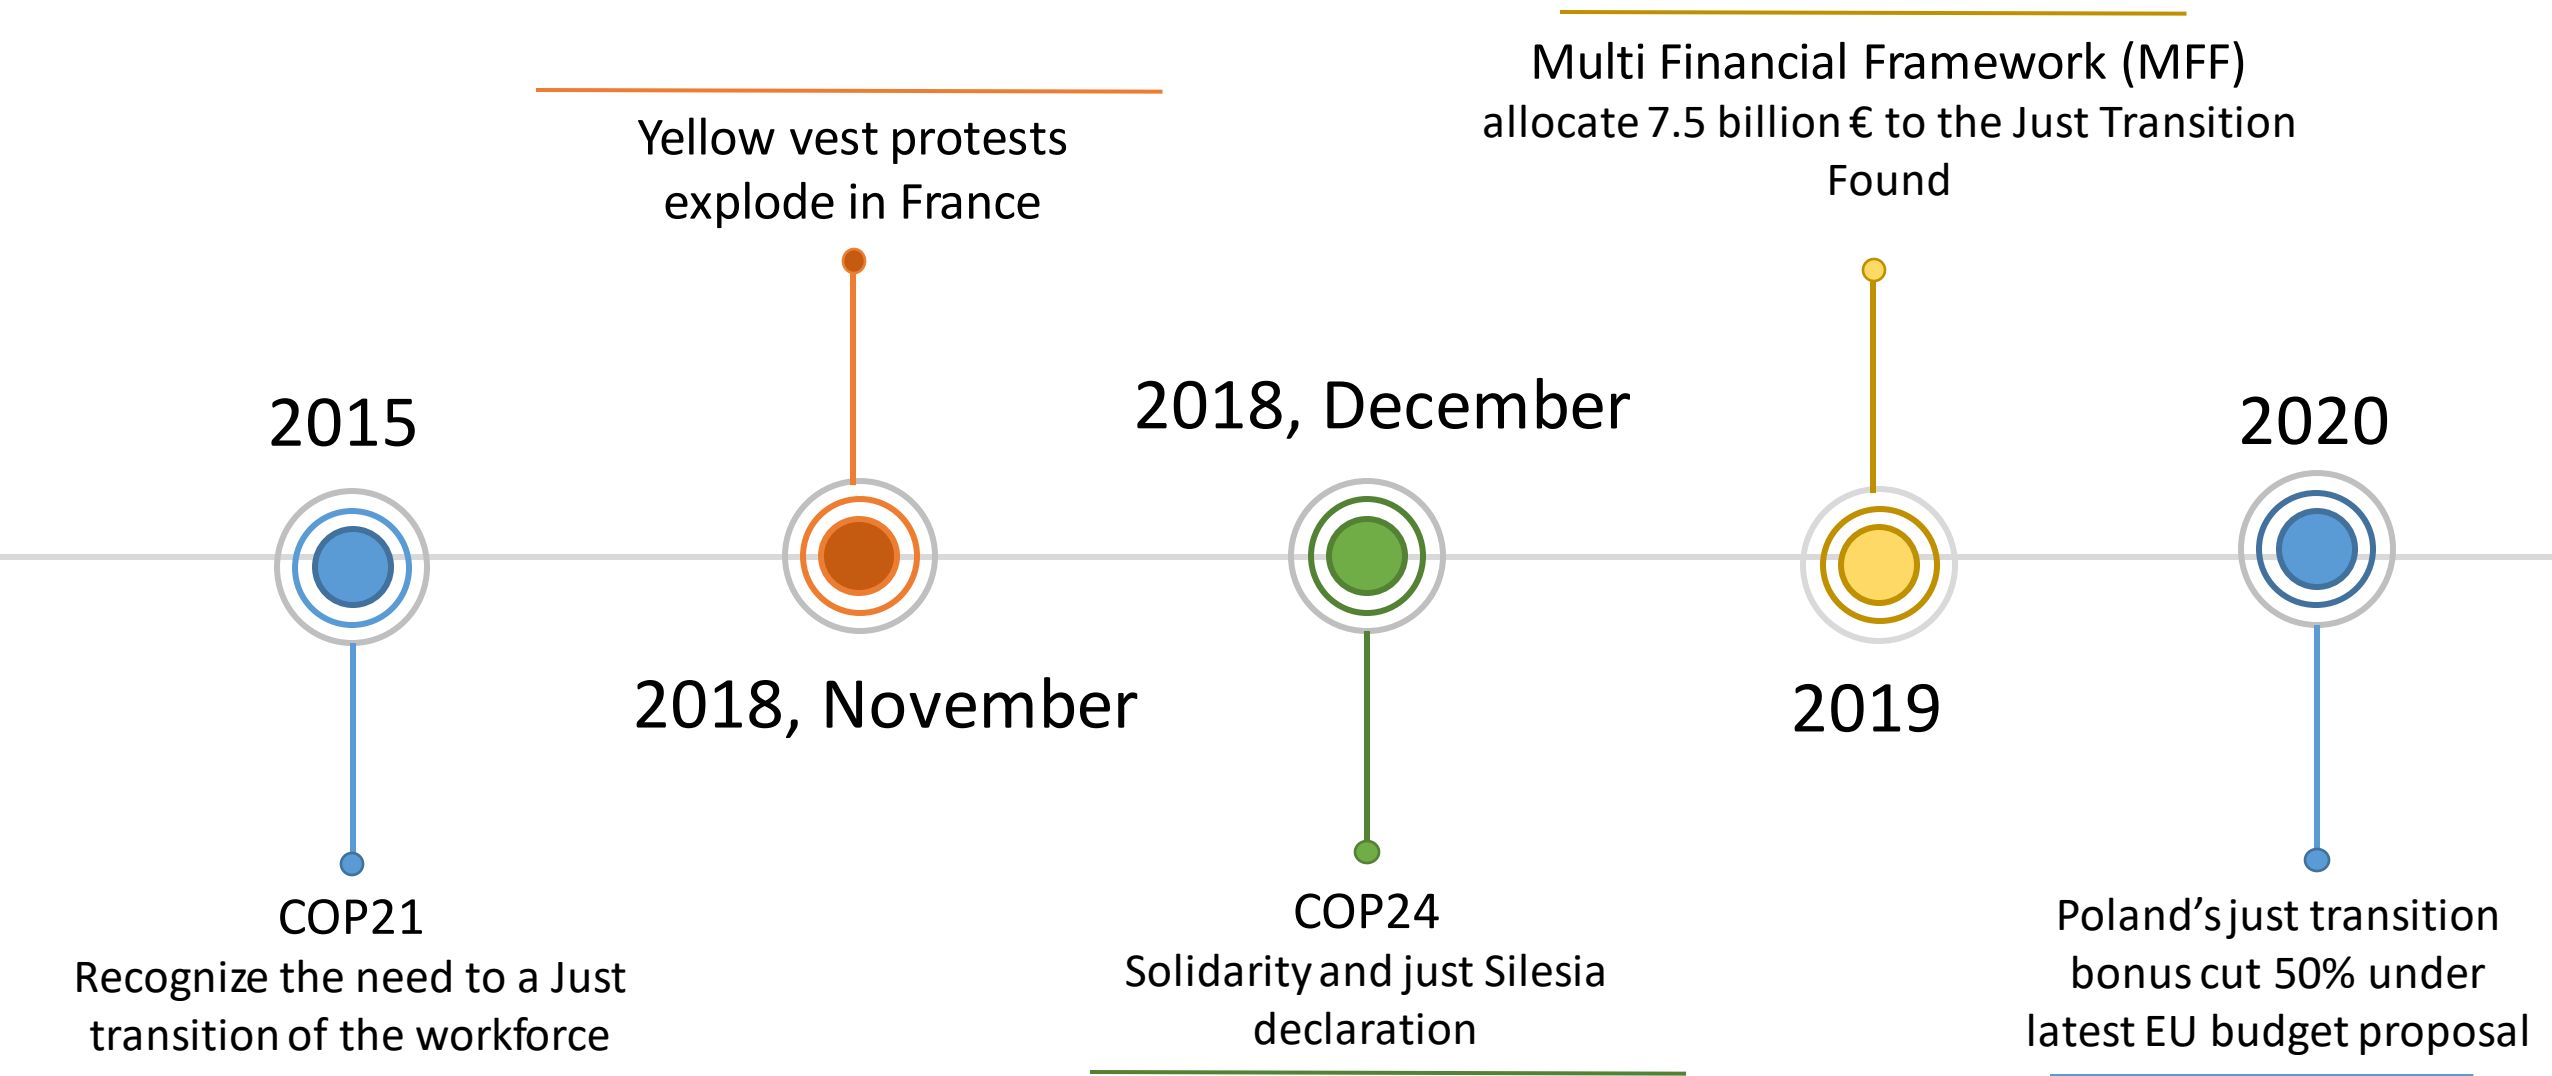 2015
COP21
Recognize the need to a Just
transition of the workforce
Yellow vest protests
explode in France
2018, November
2018, December
COP24
Solidarity and just Silesia
declaration
Multi Financial Framework (MFF)
allocate 7.5 billion € to the Just Transition
Found
2019
2020
Poland’s just transition
bonus cut 50% under
latest EU budget proposal